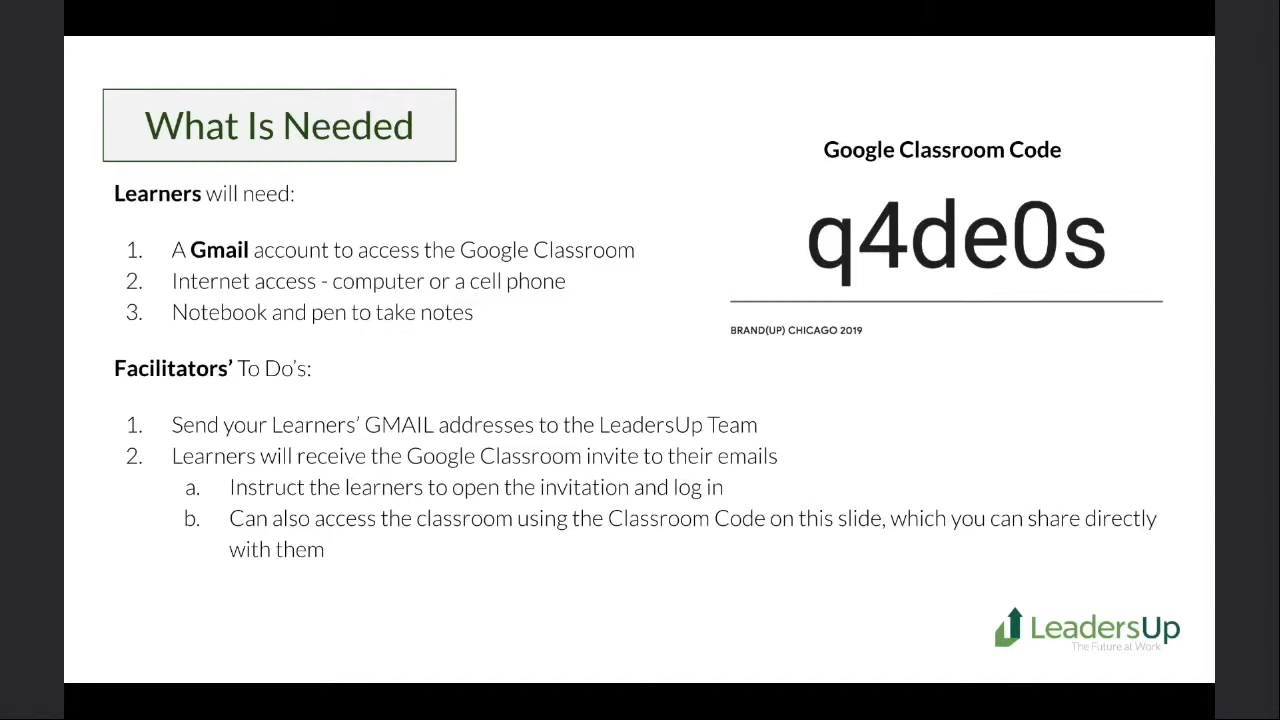 What Is Needed
Google Classroom Code
q4de0s
BRAND(UP) CHICAGO 2019
Learners will need:
1. A Gmail account to access the Google Classroom
2. Internet access - computer or a cell phone
3. Notebook and pen to take notes
Facilitators’ To Do’s:
1. Send your Learners’ GMAIL addresses to the LeadersUp Team
2. Learners will receive the Google Classroom invite to their emails
a. Instruct the learners to open the invitation and log in
b. Can also access the classroom using the Classroom Code on this slide, which you can share directly
with them
LeadersUp
The Future at Work